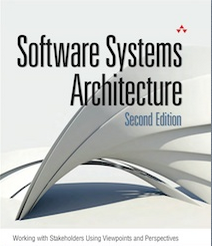 Software Systems
Architecture
Second Edition
Working with Stakeholders Using Viewpoints and Perspectives